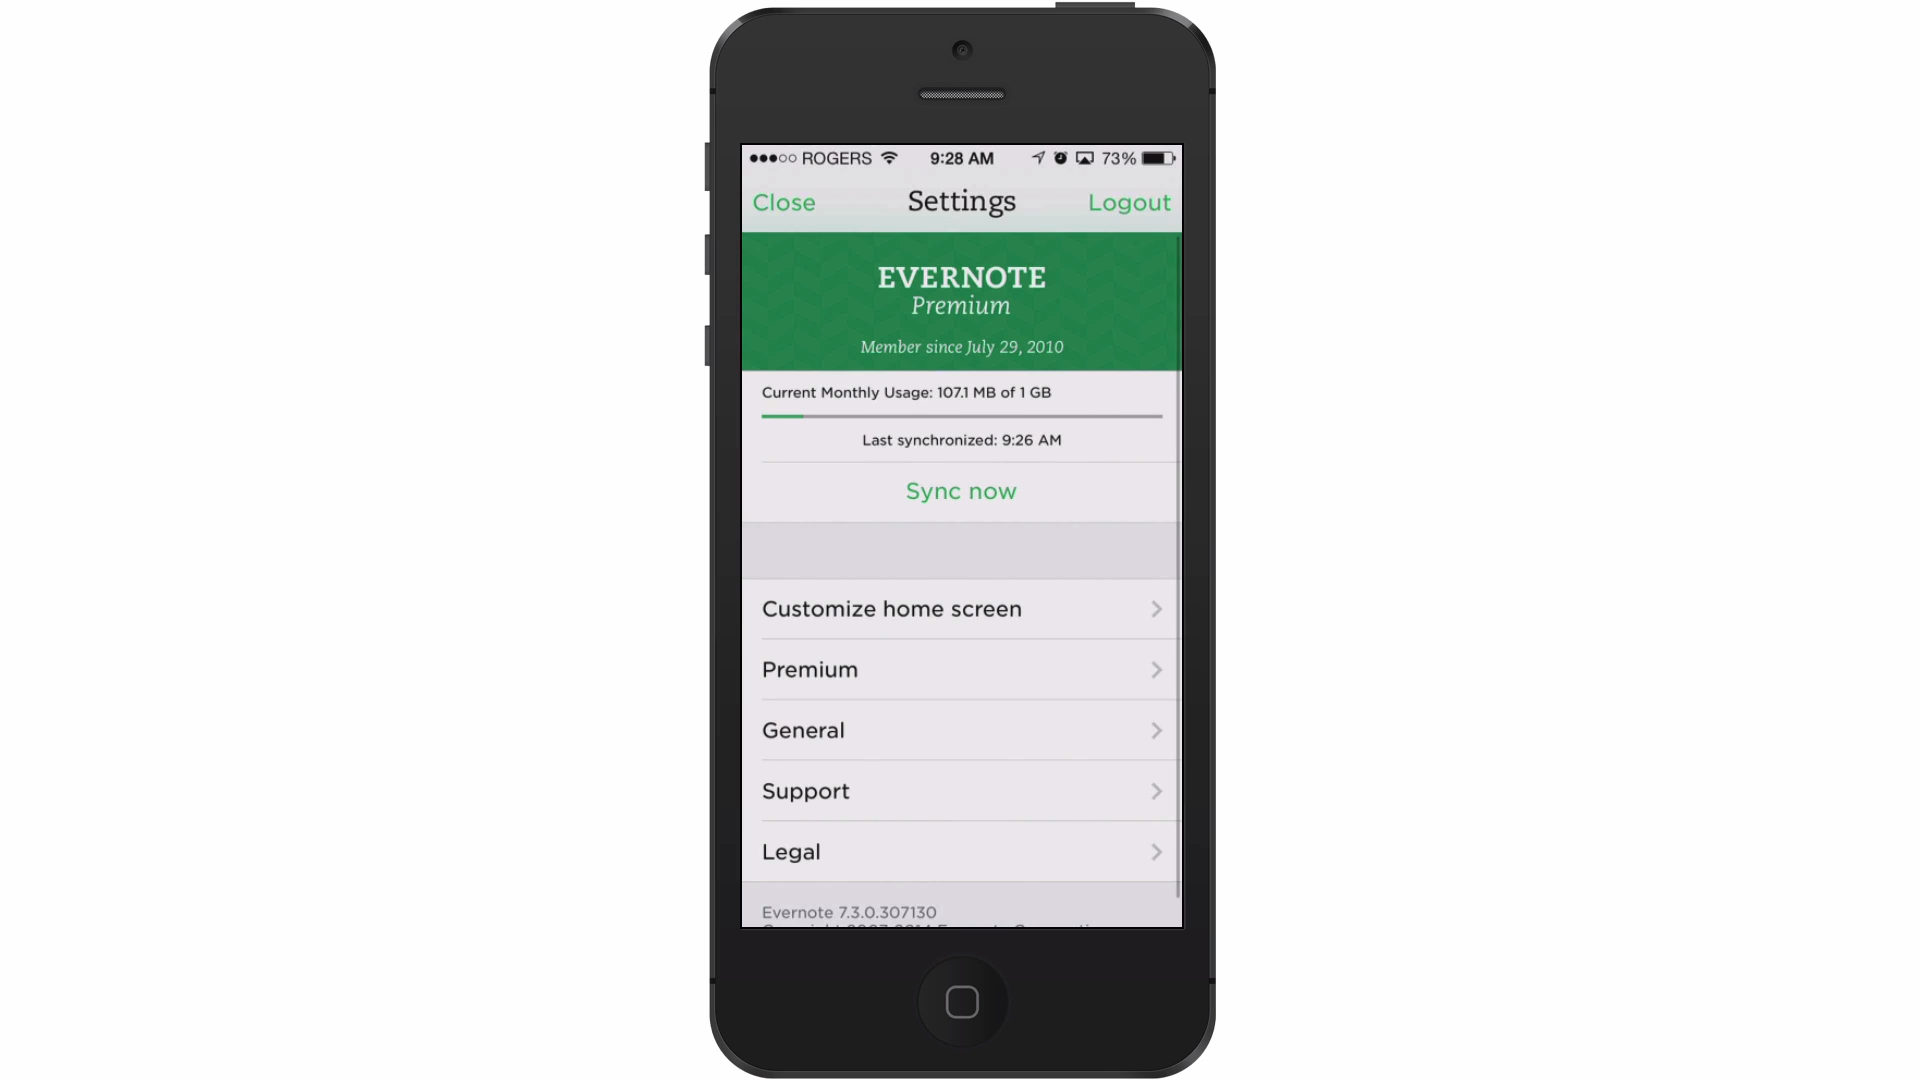 ROGERS 9:28 AM 73%
Close Settings Logout
EVERNOTE
Premium
Member since July 29, 2010
Current Monthly Usage: 107.1 MB of 1 GB
Last synchronized: 9:26 AM
Sync now
Customize home screen
Premium
General
Support
Legal
Evernote 7.3.0.307130